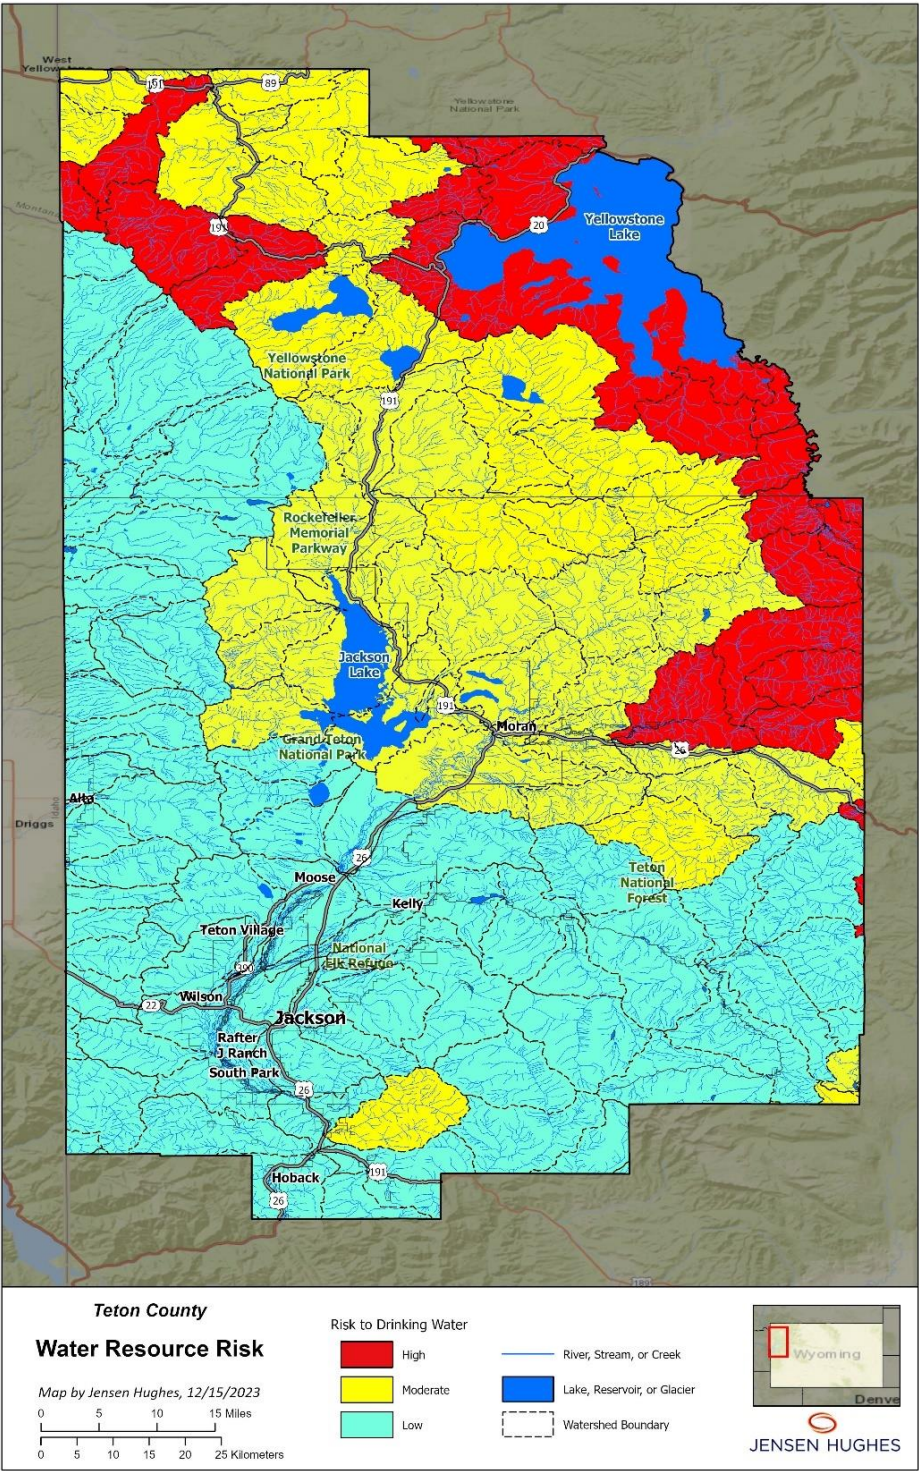 West
Yellowstone
191
89
Yellowstone
National Park
Montana
191
20
Yellowstone
Lake
Yellowstone
National Park
191
Rockefeller
Memorial
Parkway
Jackson
Lake
191
Moran
26
Grand Teton
National Park
Alta
Idaho
Driggs
26
Moose
Teton
National
Forest
Kelly
Teton Village
National
Elk Refuge
390
Wilson
22
Jackson
Rafter
J Ranch
South Park
26
Hoback
191
26
189
Teton County
Water Resource Risk
Map by Jensen Hughes, 12/15/2023
0 5 10 15 Miles
0 5 10 15 20 25 Kilometers
Risk to Drinking Water
High
Moderate
Low
River, Stream, or Creek
Lake, Reservoir, or Glacier
Watershed Boundary
Wyoming
Denve
JENSEN HUGHES